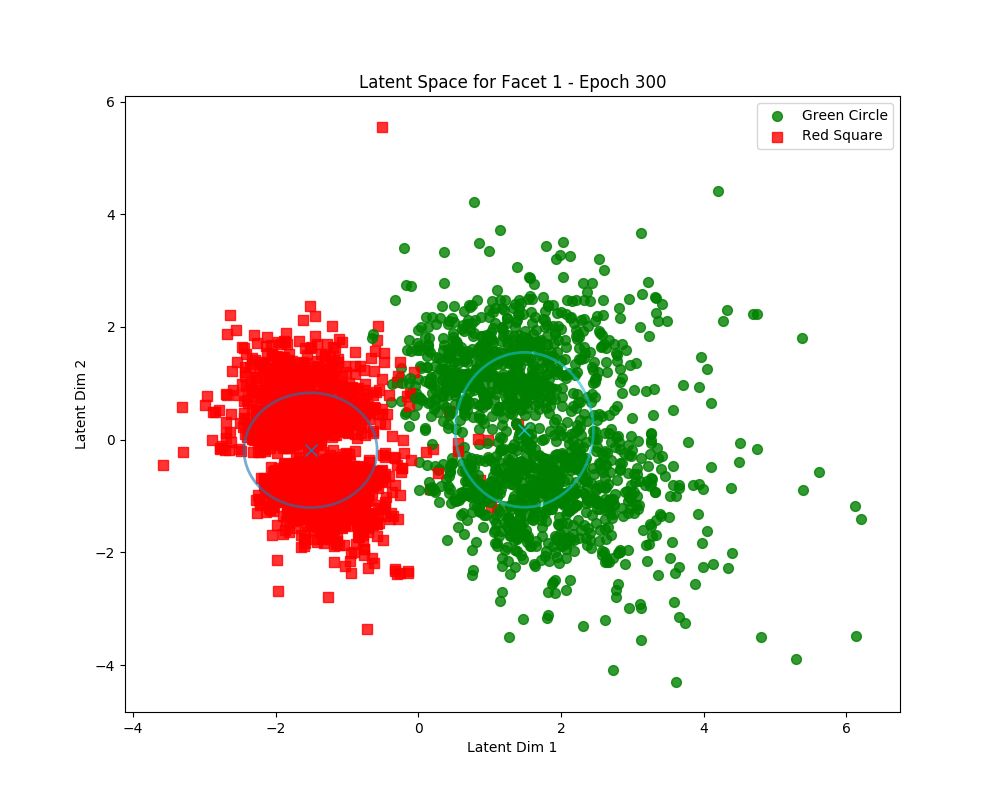 Latent Space for Facet 1 - Epoch 300
Green Circle
Red Square
6
4
2
0
−2
−4
Latent Dim 2
−4
−2
0
2
4
6
Latent Dim 1